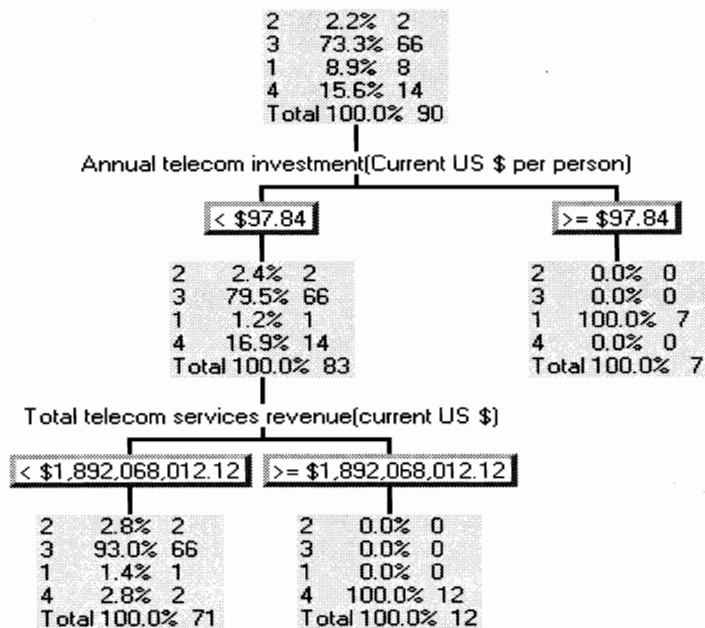 2 2.2% 2
3 73.3% 66
1 8.9% 8
4 15.6% 14
Total 100.0% 90
Annual telecom investment(Current US $ per person)
< $97.84 >= $97.84
2 2.4% 2 2 0.0% 0
3 79.5% 66 3 0.0% 0
1 1.2% 1 1 100.0% 7
4 16.9% 14 4 0.0% 0
Total 100.0% 83 Total 100.0% 7
Total telecom services revenue(current US $)
< $1,892,068,012.12 >= $1,892,068,012.12
2 2.8% 2 2 0.0% 0
3 93.0% 66 3 0.0% 0
1 1.4% 1 1 0.0% 0
4 2.8% 2 4 100.0% 12
Total 100.0% 71 Total 100.0% 12